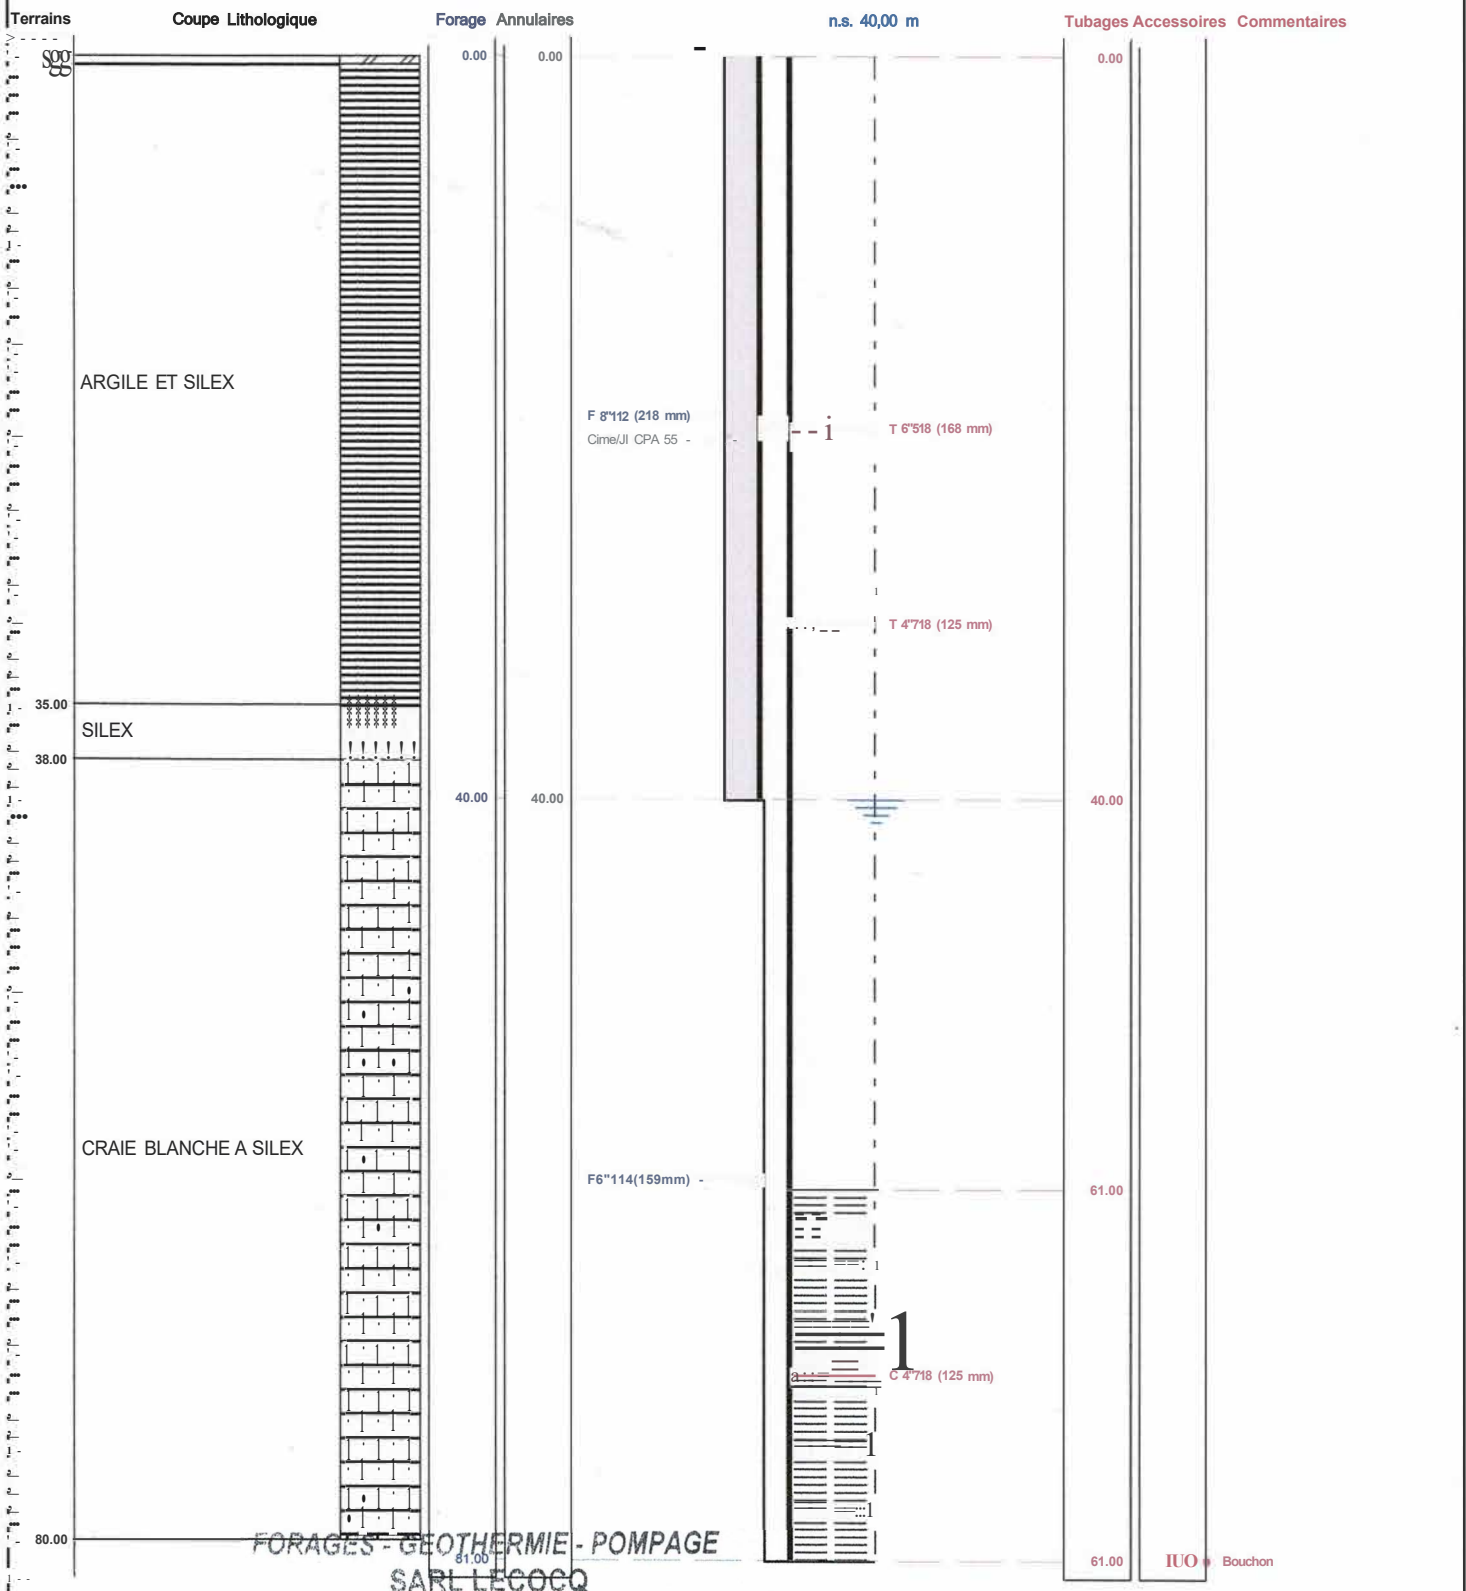 Terrains Coupe Lithologique Forage Annulaires n.s. 40,00 m Tubages Accessoires Commentaires
0.00 0.00 0.00
ARGILE ET SILEX
F 8"112 (218 mm)
T 6"518 (168 mm)
Cime/JI CPA 55 -
T 4"718 (125 mm)
35.00
SILEX
38.00
40.00 40.00 40.00
CRAIE BLANCHE A SILEX
F6"114(159mm) -
61.00
C 4"718 (125 mm)
80.00
FORAGES - GEOTHERMIE - POMPAGE
81.00 61.00 IUO Bouchon
SARL LECOCQ